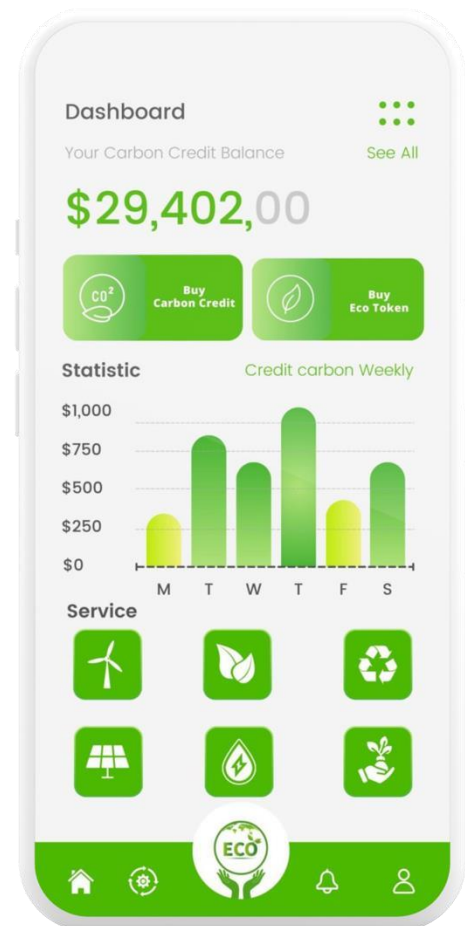 Dashboard
Your Carbon Credit Balance See All
$29,402,00
CO² Buy Carbon Credit
Buy Eco Token
Statistic Credit carbon Weekly
$1,000
$750
$500
$250
$0
M T W T F S
Service
ECO